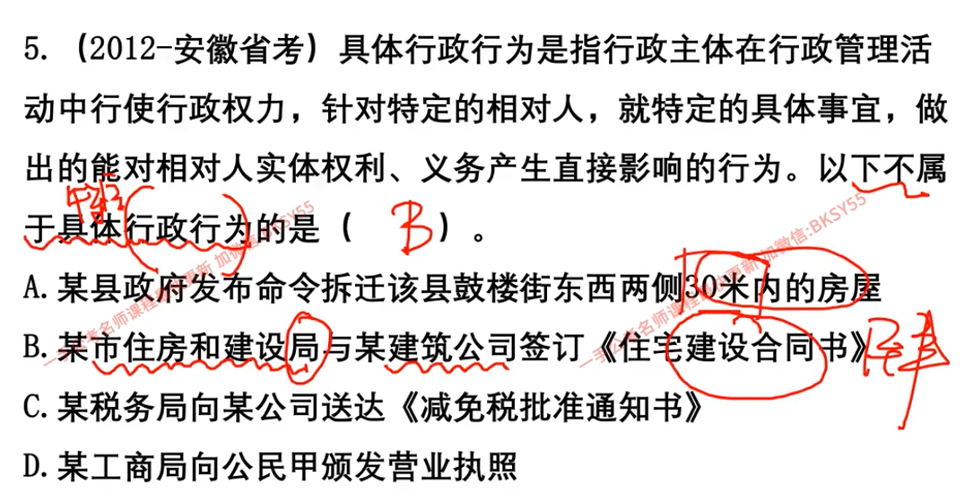 5. （2012-安徽省考）具体行政行为是指行政主体在行政管理活
动中行使行政权力，针对特定的相对人，就特定的具体事宜，做
出的能对相对人实体权利、义务产生直接影响的行为。以下不属
于具体行政行为的是（ B ）。
A. 某县政府发布命令拆迁该县鼓楼街东西两侧30米内的房屋
B. 某市住房和建设局与某建筑公司签订《住宅建设合同书》
C. 某税务局向某公司送达《减免税批准通知书》
D. 某工商局向公民甲颁发营业执照